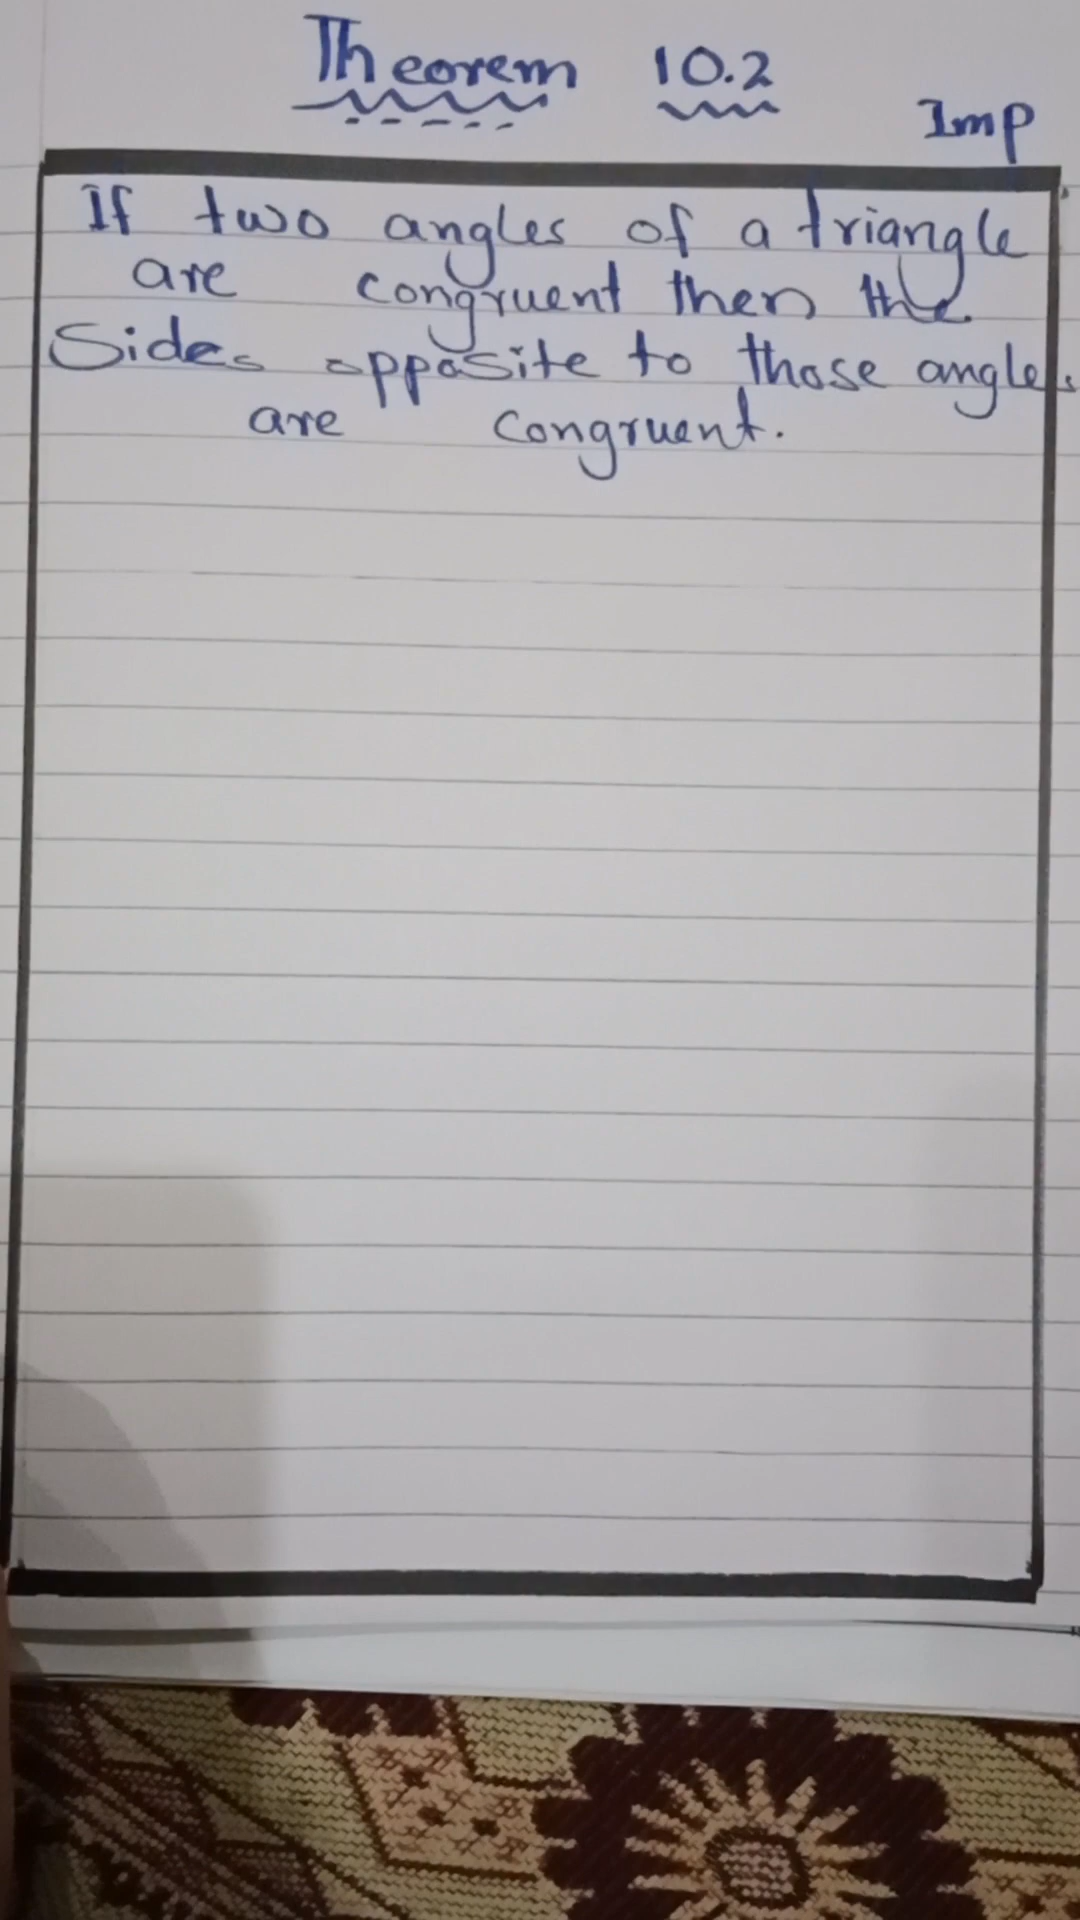 Theorem 10.2
Imp
If two angles of a triangle
are congruent then the
Sides opposite to those angles
are congruent.